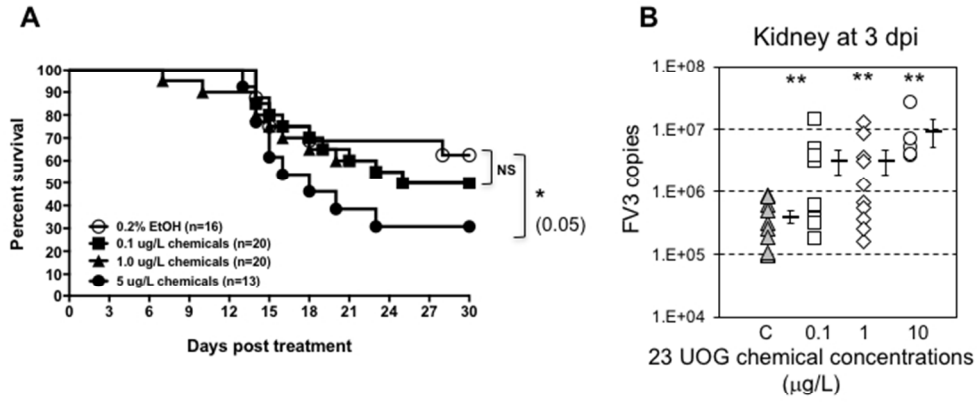 A
Percent survival
100
90
80
70
60
50
40
30
20
10
0
0 3 6 9 12 15 18 21 24 27 30
Days post treatment
0.2% EtOH (n=16)
0.1 ug/L chemicals (n=20)
1.0 ug/L chemicals (n=20)
5 ug/L chemicals (n=13)
NS
*
(0.05)
B
Kidney at 3 dpi
FV3 copies
1.E+08
1.E+07
1.E+06
1.E+05
1.E+04
** ** **
C 0.1 1 10
23 UOG chemical concentrations
(μg/L)